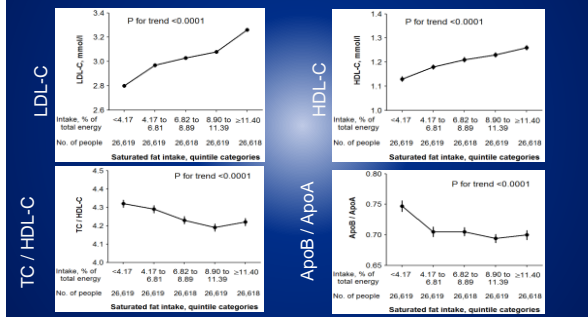 LDL-C
P for trend <0.0001
LDL-C, mmol/l
3.4
3.2
3.0
2.8
2.6
Intake, % of total energy
<4.17
4.17 to 6.81
6.82 to 8.89
8.90 to 11.39
≥11.40
No. of people
26,619
26,619
26,618
26,619
26,618
Saturated fat intake, quintile categories
HDL-C
P for trend <0.0001
HDL-C, mmol/l
1.4
1.3
1.2
1.1
1.0
Intake, % of total energy
<4.17
4.17 to 6.81
6.82 to 8.89
8.90 to 11.39
≥11.40
No. of people
26,619
26,619
26,618
26,619
26,618
Saturated fat intake, quintile categories
TC / HDL-C
P for trend <0.0001
TC / HDL-C
4.5
4.4
4.3
4.2
4.1
4.0
Intake, % of total energy
<4.17
4.17 to 6.81
6.82 to 8.89
8.90 to 11.39
≥11.40
No. of people
26,619
26,619
26,618
26,619
26,618
Saturated fat intake, quintile categories
ApoB / ApoA
P for trend <0.0001
ApoB / ApoA
0.80
0.75
0.70
0.65
Intake, % of total energy
<4.17
4.17 to 6.81
6.82 to 8.89
8.90 to 11.39
≥11.40
No. of people
26,619
26,619
26,618
26,619
26,618
Saturated fat intake, quintile categories